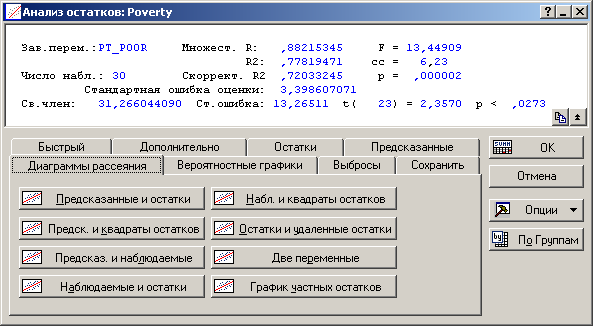 Анализ остатков: Poverty
Зав.перем.:PT_POOR Множест. R: ,88215345 F = 13,44909
R2: ,77819471 сс = 6,23
Число набл.: 30 Скоррект. R2 ,72033245 p = ,000002
Стандартная ошибка оценки: 3,398607071
Св.член: 31,266044090 Ст.ошибка: 13,26511 t( 23) = 2,3570 p < ,0273
Быстрый Дополнительно Остатки Предсказанные
Диаграммы рассеяния Вероятностные графики Выбросы Сохранить
Предсказанные и остатки Набл. и квадраты остатков
Предск. и квадраты остатков Остатки и удаленные остатки
Предсказ. и наблюдаемые Две переменные
Наблюдаемые и остатки График частных остатков
SUMM OK
Отмена
Опции
by По Группам